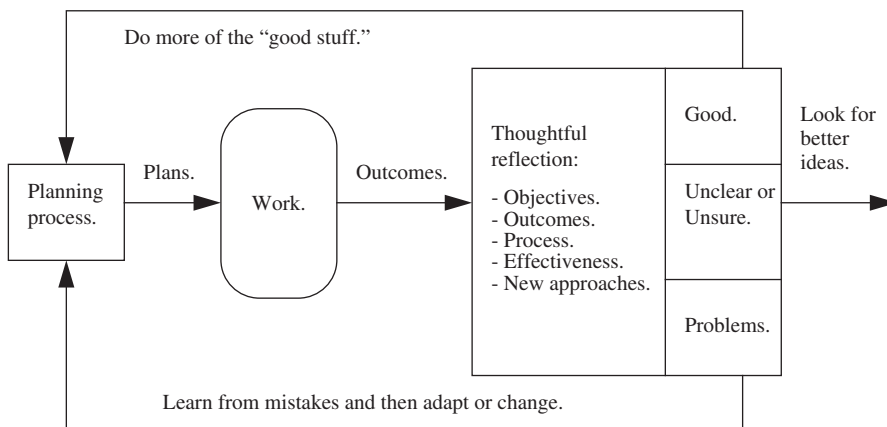 Do more of the “good stuff.”
Planning
process.
Plans.
Work.
Outcomes.
Thoughtful
reflection:
- Objectives.
- Outcomes.
- Process.
- Effectiveness.
- New approaches.
Good.
Unclear or
Unsure.
Problems.
Look for
better
ideas.
Learn from mistakes and then adapt or change.